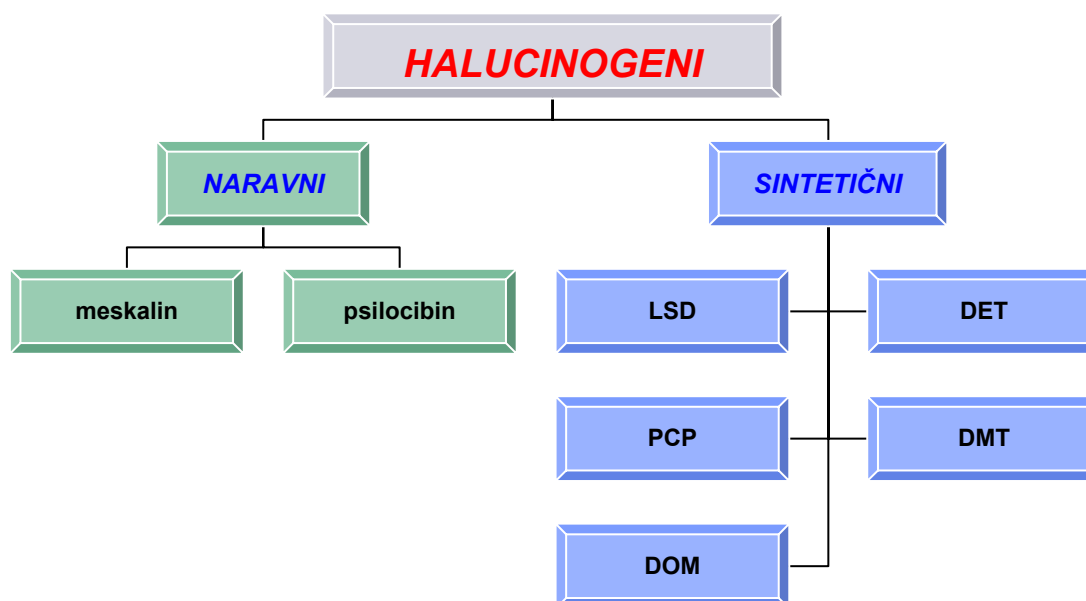 HALUCINOGENI
NARAVNI
SINTETIČNI
meskalin
psilocibin
LSD
DET
PCP
DMT
DOM